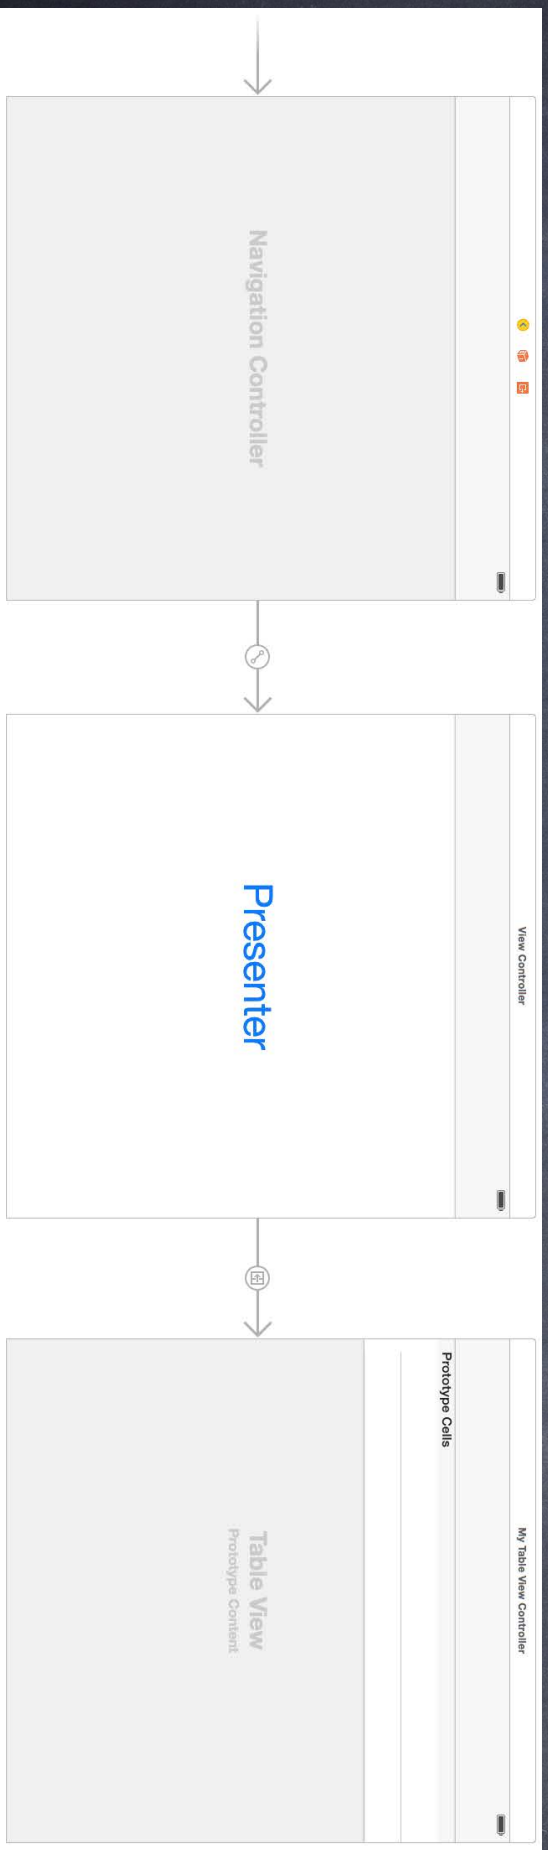 Navigation Controller
View Controller
Presenter
My Table View Controller
Prototype Cells
Table View
Prototype Content